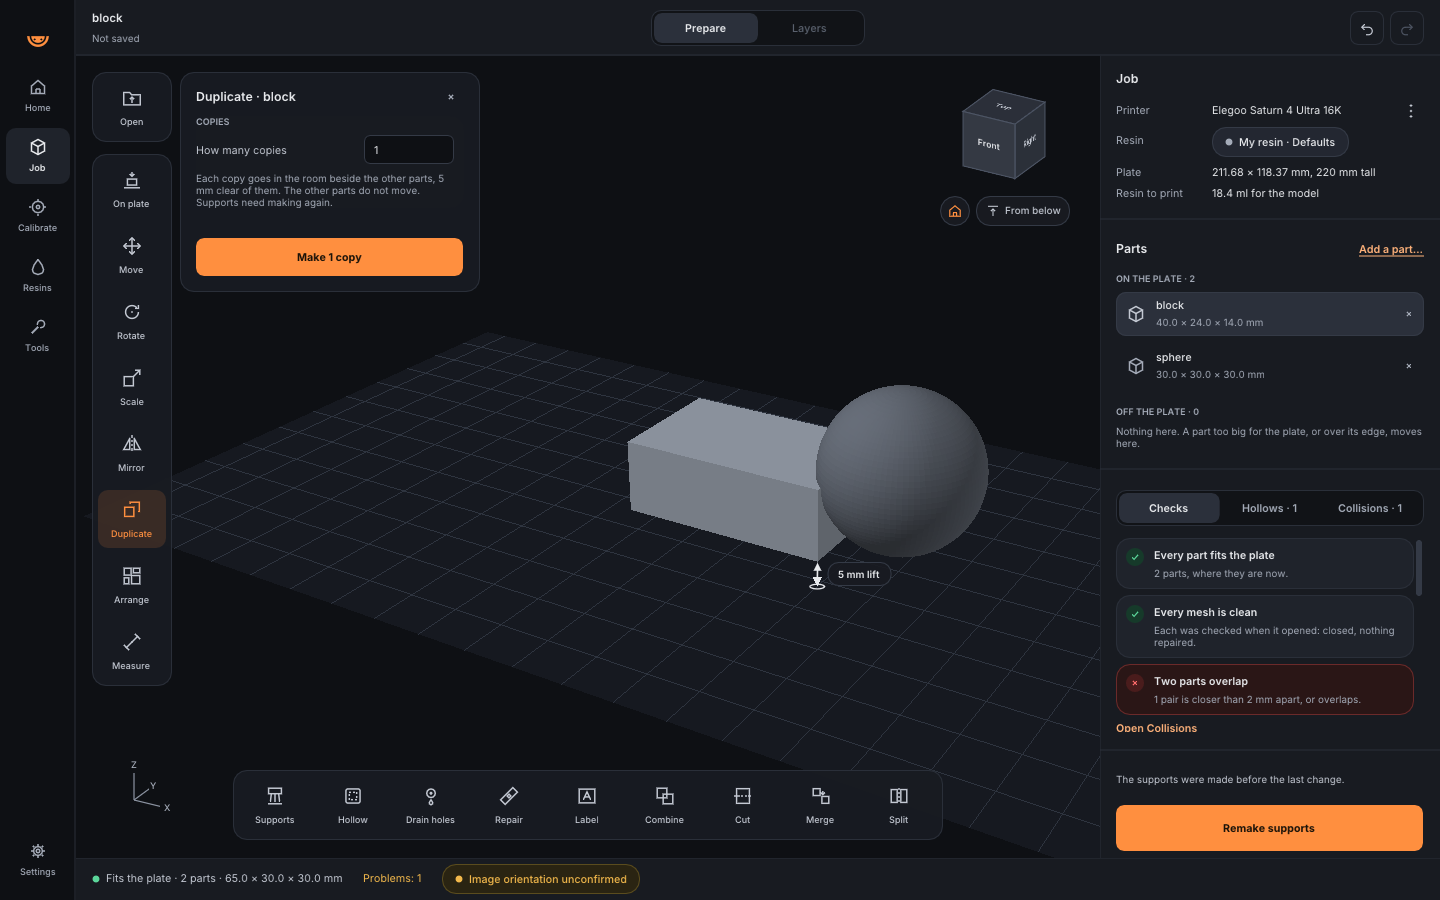 block
Not saved
Prepare
Layers
Home
Job
Calibrate
Resins
Tools
Settings
Open
On plate
Move
Rotate
Scale
Mirror
Duplicate
Arrange
Measure
Duplicate · block
COPIES
How many copies
1
Each copy goes in the room beside the other parts, 5
mm clear of them. The other parts do not move.
Supports need making again.
Make 1 copy
Top
Front
Right
From below
5 mm lift
Z
Y
X
Supports
Hollow
Drain holes
Repair
Label
Combine
Cut
Merge
Split
Job
Printer
Elegoo Saturn 4 Ultra 16K
Resin
My resin · Defaults
Plate
211.68 × 118.37 mm, 220 mm tall
Resin to print
18.4 ml for the model
Parts
Add a part...
ON THE PLATE · 2
block
40.0 × 24.0 × 14.0 mm
sphere
30.0 × 30.0 × 30.0 mm
OFF THE PLATE · 0
Nothing here. A part too big for the plate, or over its edge, moves
here.
Checks
Hollows · 1
Collisions · 1
Every part fits the plate
2 parts, where they are now.
Every mesh is clean
Each was checked when it opened: closed, nothing
repaired.
Two parts overlap
1 pair is closer than 2 mm apart, or overlaps.
Open Collisions
The supports were made before the last change.
Remake supports
Fits the plate · 2 parts · 65.0 × 30.0 × 30.0 mm
Problems: 1
Image orientation unconfirmed